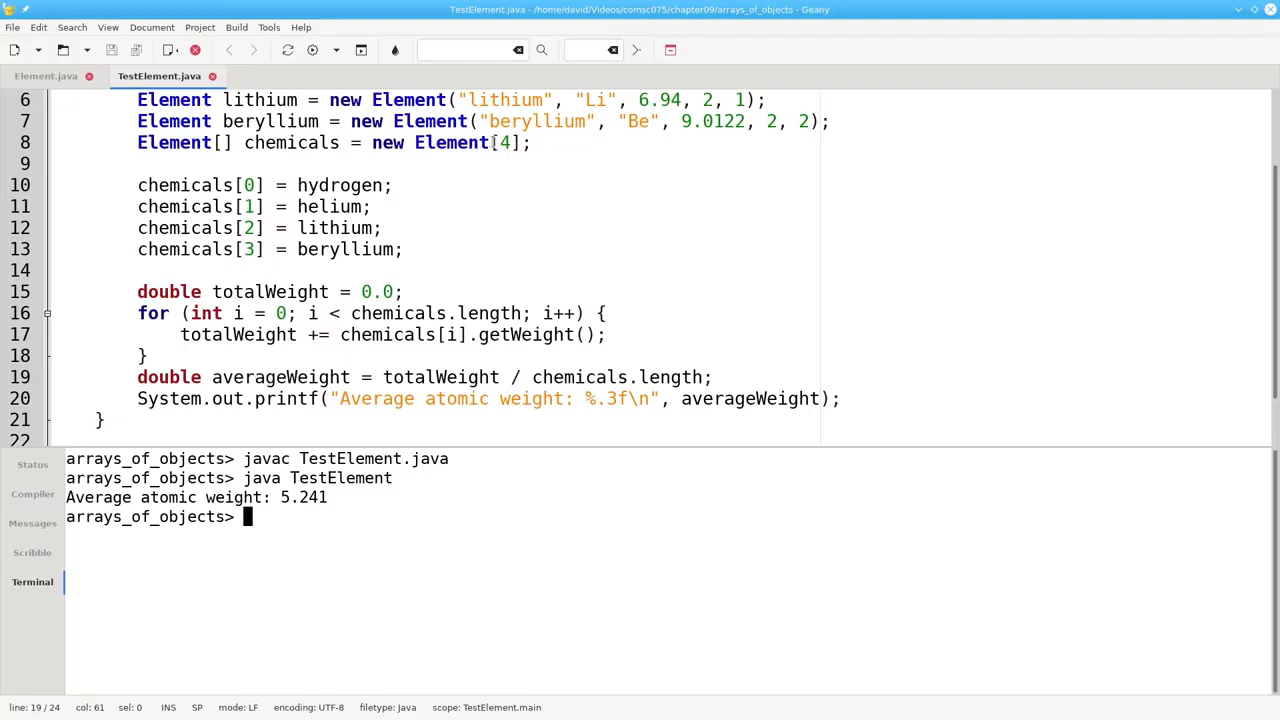 TestElement.java - /home/david/Videos/comsc075/chapter09/arrays_of_objects - Geany
File Edit Search View Go Document Project Build Tools Help
Element.java TestElement.java
6 Element lithium = new Element("lithium", "Li", 6.94, 2, 1);
7 Element beryllium = new Element("beryllium", "Be", 9.0122, 2, 2);
8 Element[] chemicals = new Element[4];
9
10 chemicals[0] = hydrogen;
11 chemicals[1] = helium;
12 chemicals[2] = lithium;
13 chemicals[3] = beryllium;
14
15 double totalWeight = 0.0;
16 for (int i = 0; i < chemicals.length; i++) {
17 totalWeight += chemicals[i].getWeight();
18 }
19 double averageWeight = totalWeight / chemicals.length;
20 System.out.printf("Average atomic weight: %.3f\n", averageWeight);
21 }
22
Status
Compiler
Messages
Scribble
Terminal
arrays_of_objects> javac TestElement.java
arrays_of_objects> java TestElement
Average atomic weight: 5.241
arrays_of_objects>
line: 19 / 24 col: 61 sel: 0 INS SP mode: LF encoding: UTF-8 filetype: Java scope: TestElement.main